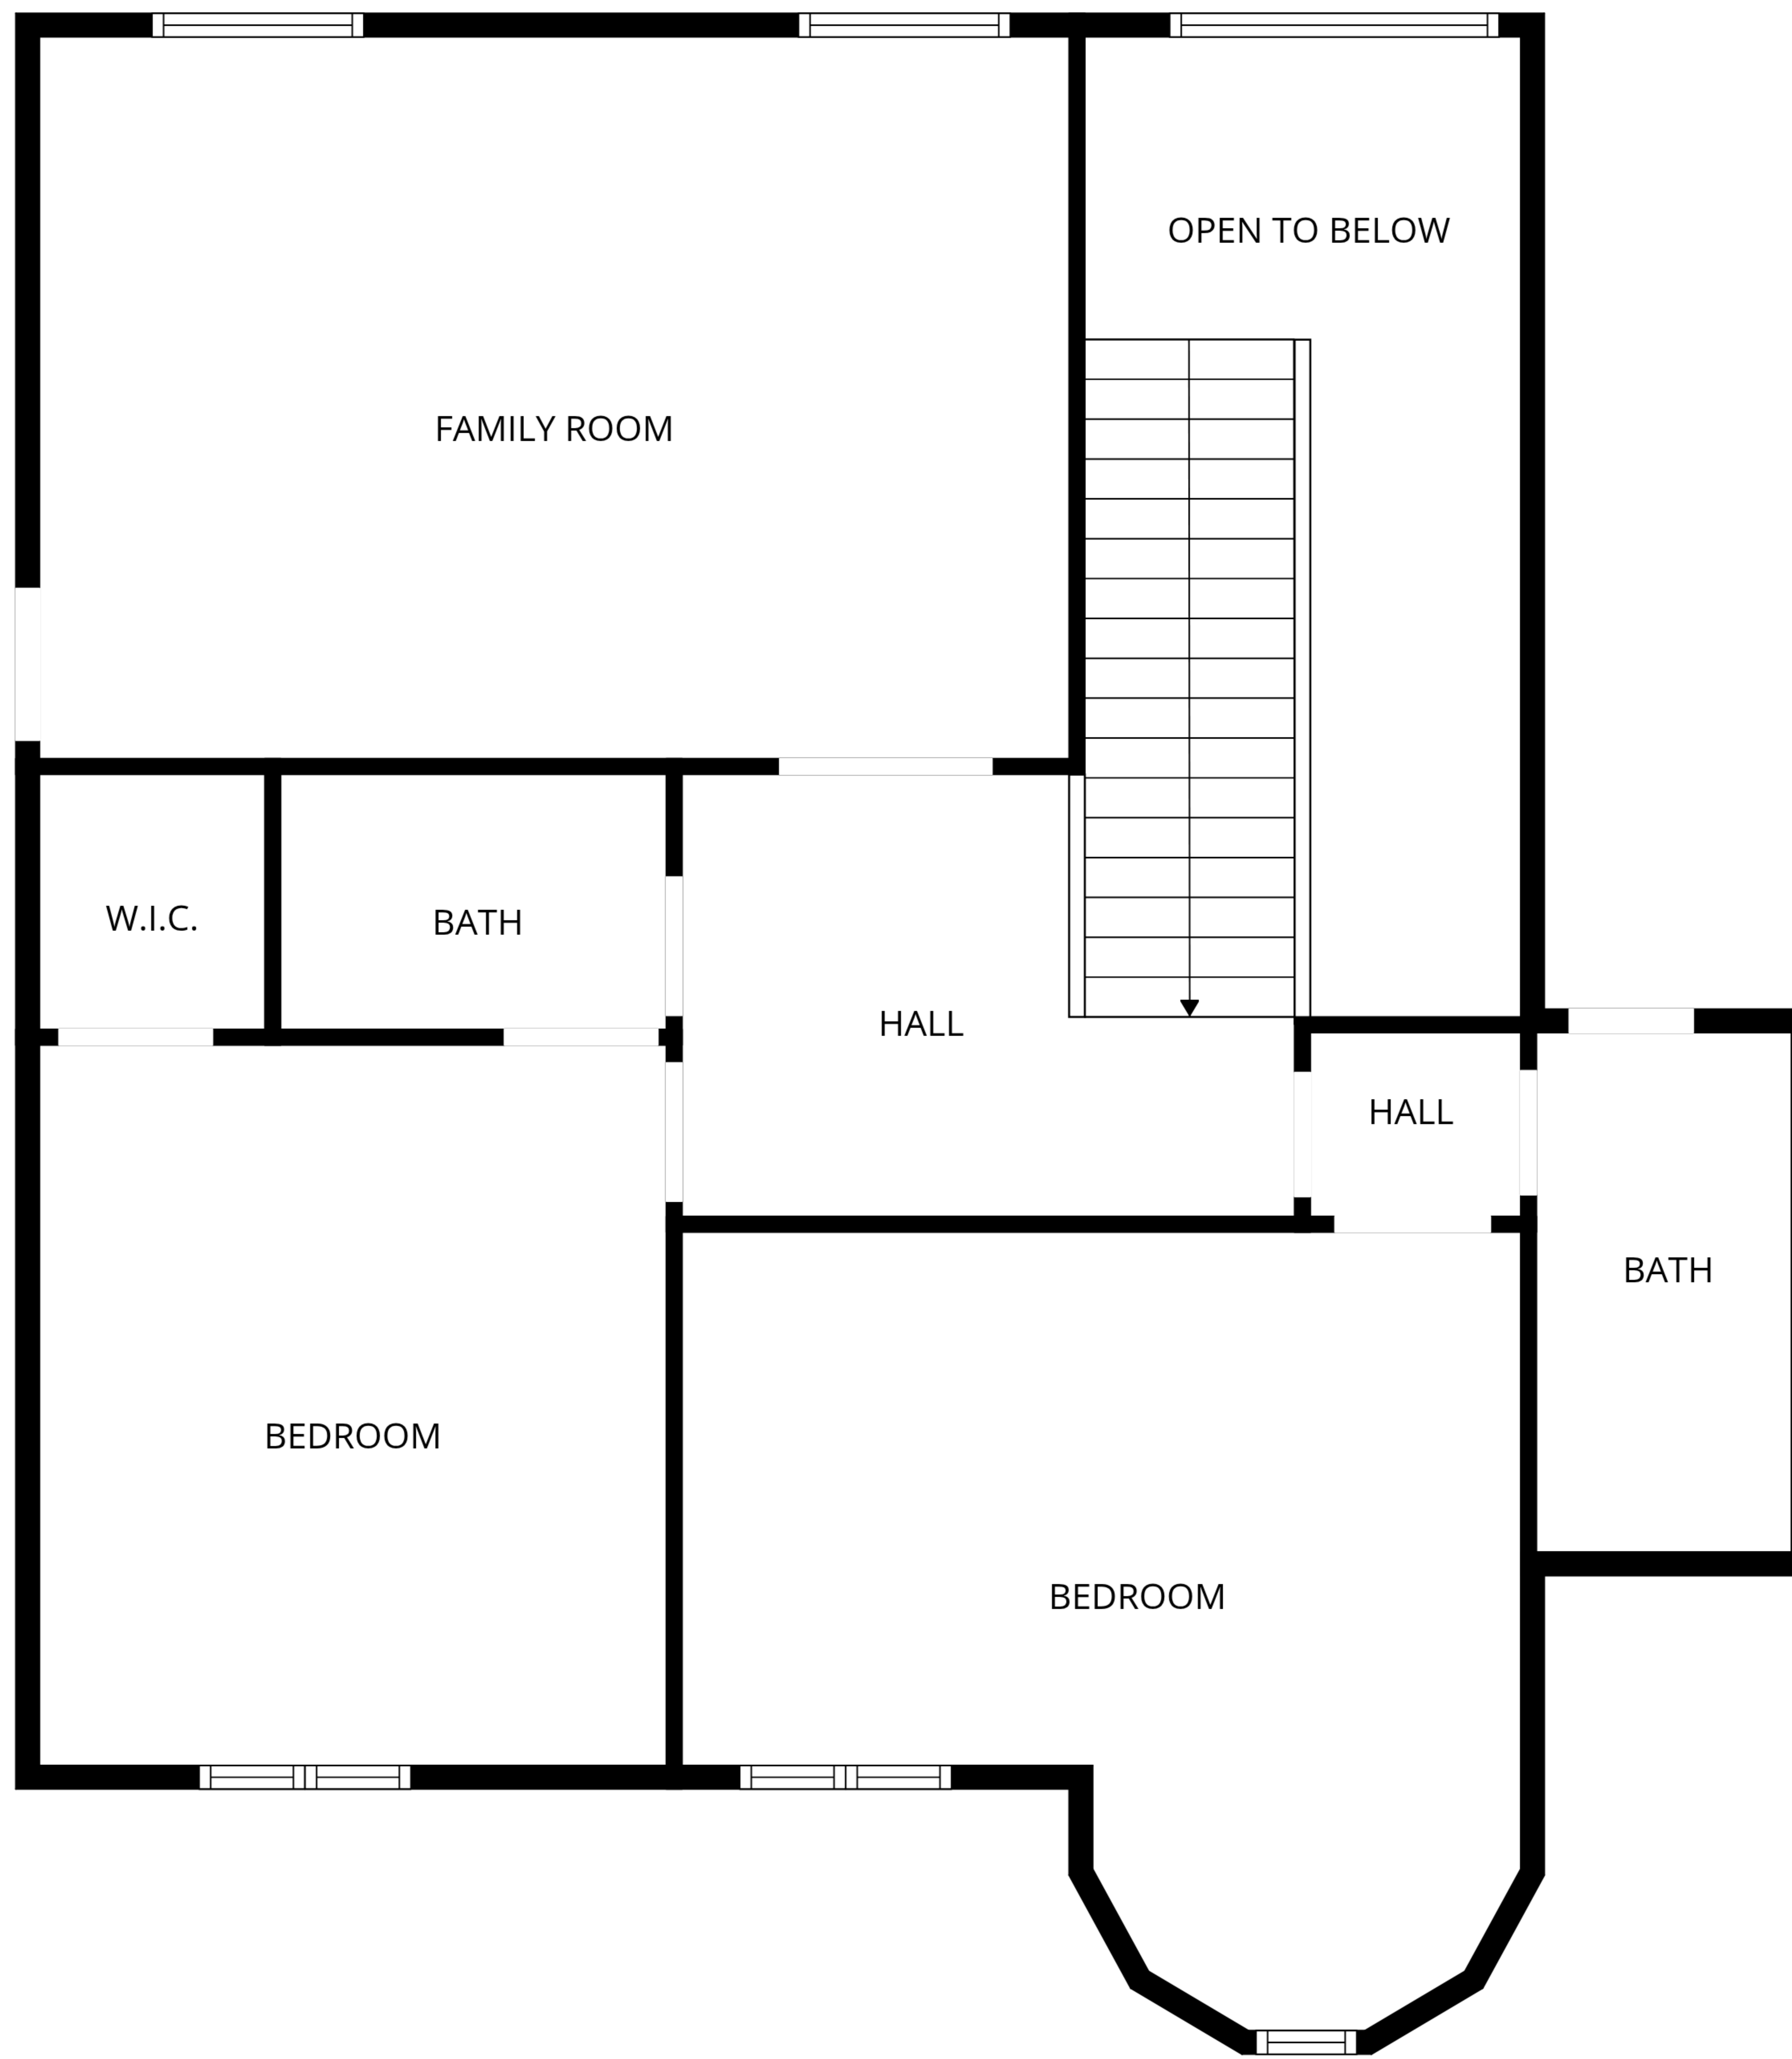 OPEN TO BELOW
FAMILY ROOM
W.I.C.
BATH
HALL
HALL
BATH
BEDROOM
BEDROOM